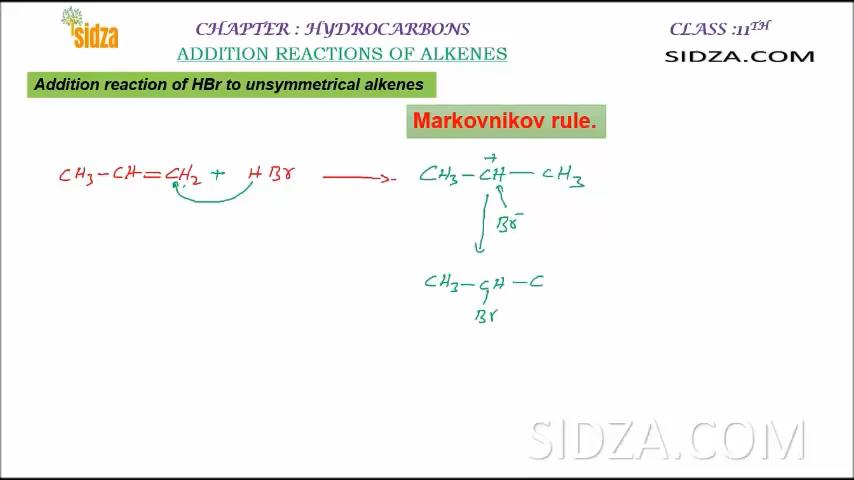 sidza
CHAPTER : HYDROCARBONS
CLASS :11TH
ADDITION REACTIONS OF ALKENES
SIDZA.COM
Addition reaction of HBr to unsymmetrical alkenes
Markovnikov rule.
CH3-CH=CH2 + HBr ⟶ CH3-CH-CH3
+
Br-
CH3-CH-C
Br
SIDZA.COM